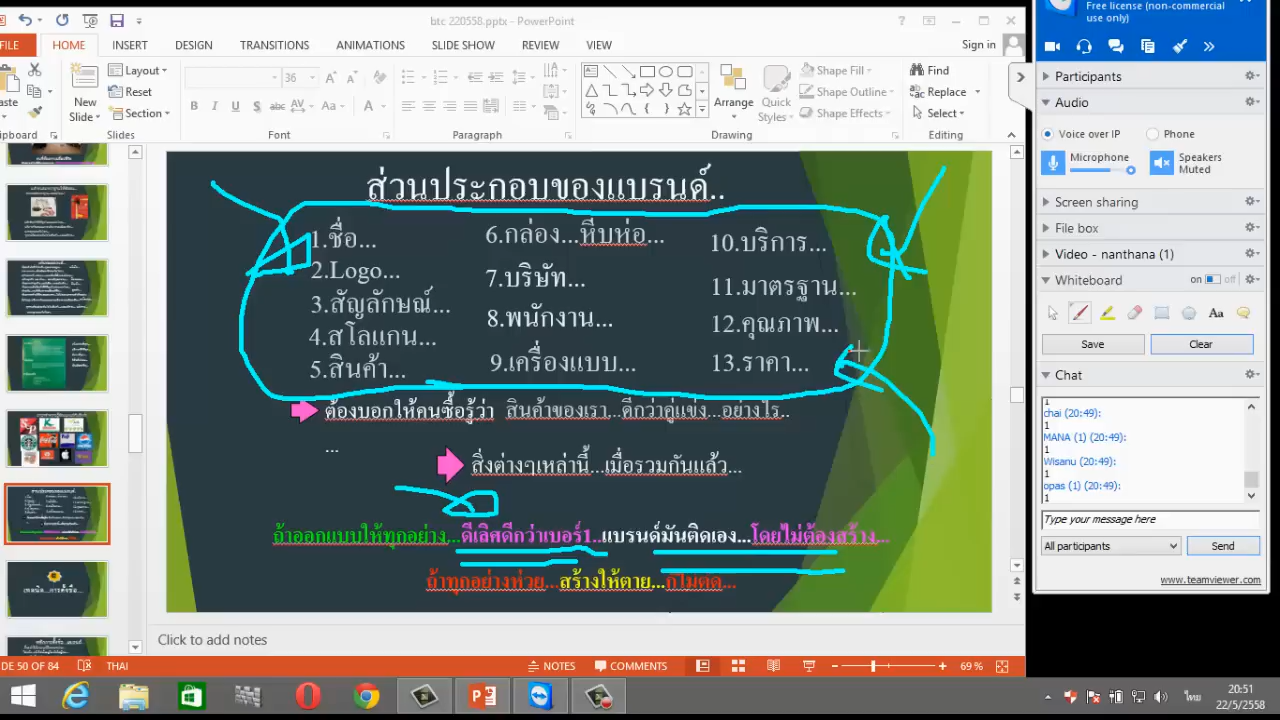 btc 220558.pptx - PowerPoint
Free license (non-commercial
use only)
FILE HOME INSERT DESIGN TRANSITIONS ANIMATIONS SLIDE SHOW REVIEW VIEW
Sign in
New
Slide
Layout
Reset
Section
36
Arrange
Quick
Styles
Shape Fill
Shape Outline
Shape Effects
Find
Replace
Select
Slides Font Paragraph Drawing Editing
ส่วนประกอบของแบรนด์..
1.ชื่อ...
2.Logo...
3.สัญลักษณ์...
4.สโลแกน...
5.สินค้า...
6.กล่อง...หีบห่อ...
7.บริษัท...
8.พนักงาน...
9.เครื่องแบบ...
10.บริการ...
11.มาตรฐาน...
12.คุณภาพ...
13.ราคา...
ต้องบอกให้คนซื้อรู้ว่า สินค้าของเรา...ดีกว่าคู่แข่ง...อย่างไร..
...
สิ่งต่างๆเหล่านี้...เมื่อรวมกันแล้ว...
ถ้าออกแบบให้ทุกอย่าง...ดีเลิศดีกว่าเบอร์1..แบรนด์มันติดเอง...โดยไม่ต้องสร้าง...
ถ้าทุกอย่างห่วย...สร้างให้ตาย...ก็ไม่ติด...
Click to add notes
DE 50 OF 84 THAI NOTES COMMENTS 69 %
Participants
Audio
Voice over IP Phone
Microphone
Speakers
Muted
Screen sharing
File box
Video - nanthana (1)
Whiteboard on off
Aa
Save Clear
Chat
1
chai (20:49):
1
MANA (1) (20:49):
1
Wisanu (20:49):
1
opas (1) (20:49):
1
Type your message here
All participants Send
www.teamviewer.com
ไทย
20:51
22/5/2558